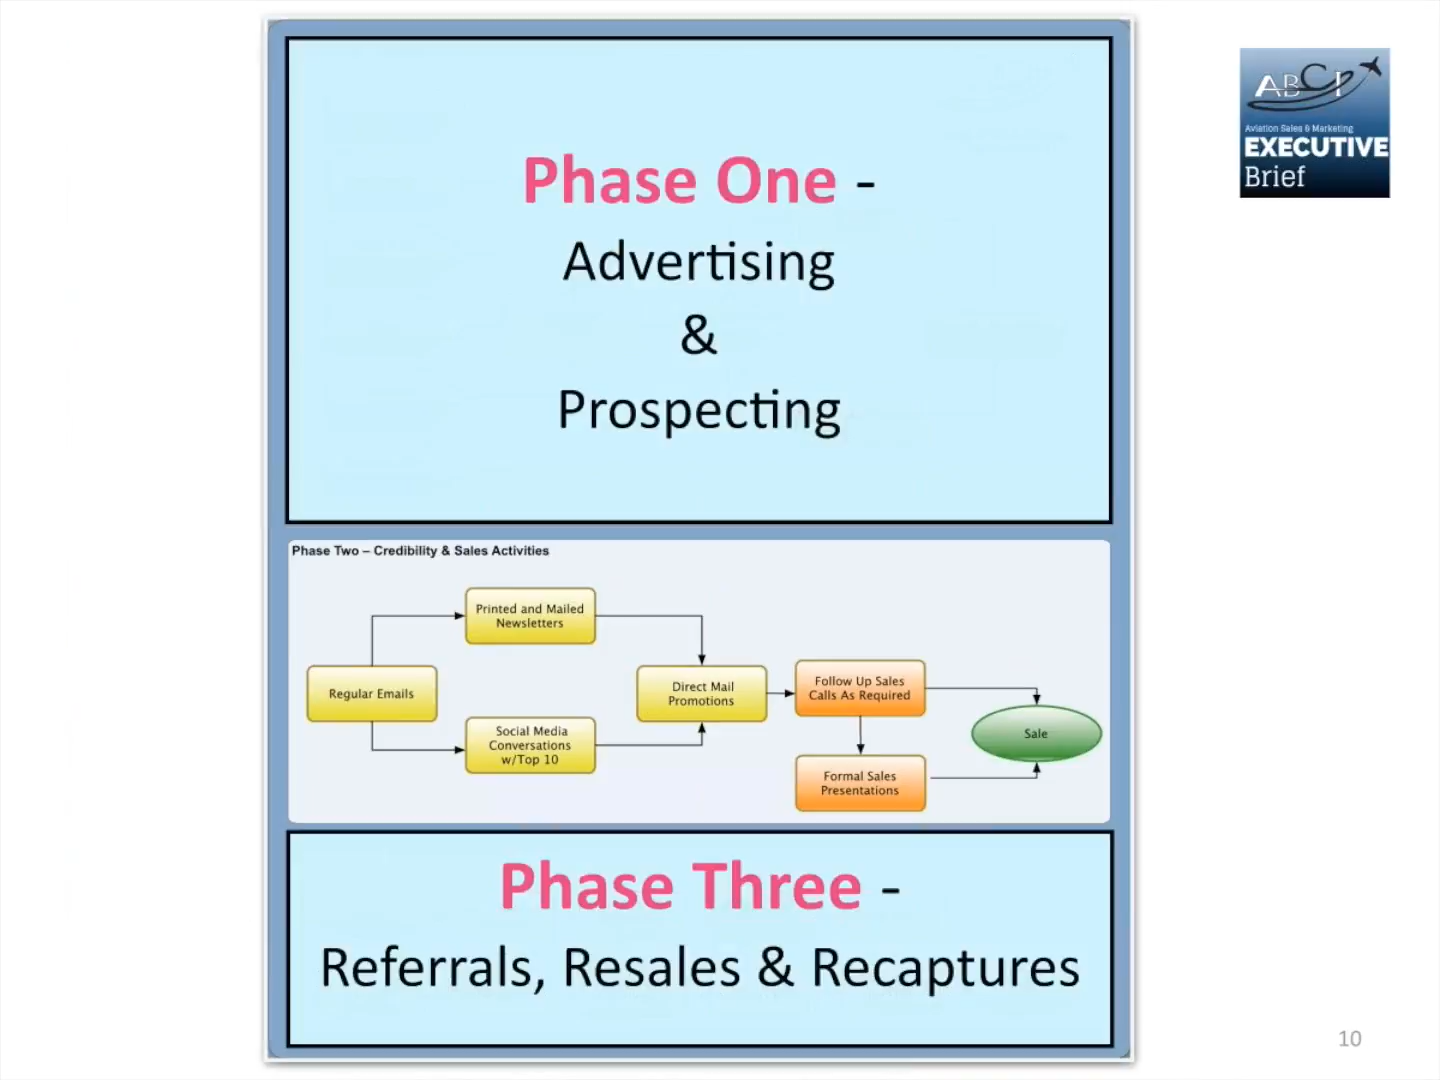 Phase One -
Advertising
&
Prospecting
ABCI
Aviation Sales & Marketing
EXECUTIVE
Brief
Phase Two – Credibility & Sales Activities
Printed and Mailed
Newsletters
Regular Emails
Social Media
Conversations
w/Top 10
Direct Mail
Promotions
Follow Up Sales
Calls As Required
Formal Sales
Presentations
Sale
Phase Three -
Referrals, Resales & Recaptures
10